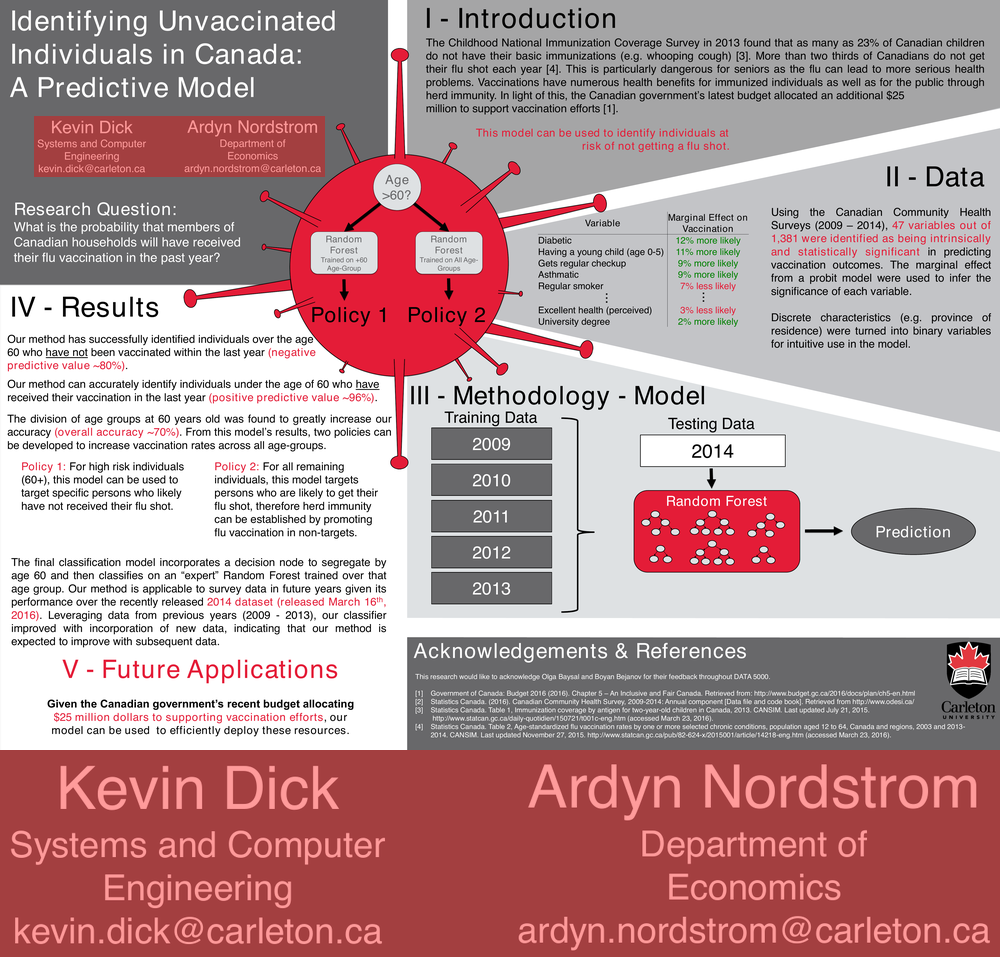 Identifying Unvaccinated
Individuals in Canada:
A Predictive Model
Kevin Dick
Systems and Computer
Engineering
kevin.dick@carleton.ca
Ardyn Nordstrom
Department of
Economics
ardyn.nordstrom@carleton.ca
Research Question:
What is the probability that members of
Canadian households will have received
their flu vaccination in the past year?
I - Introduction
The Childhood National Immunization Coverage Survey in 2013 found that as many as 23% of Canadian children
do not have their basic immunizations (e.g. whooping cough) [3]. More than two thirds of Canadians do not get
their flu shot each year [4]. This is particularly dangerous for seniors as the flu can lead to more serious health
problems. Vaccinations have numerous health benefits for immunized individuals as well as for the public through
herd immunity. In light of this, the Canadian government's latest budget allocated an additional $25
million to support vaccination efforts [1].
This model can be used to identify individuals at
risk of not getting a flu shot.
Age
>60?
Random
Forest
Trained on +60
Age-Group
Random
Forest
Trained on All Age-
Groups
Policy 1
Policy 2
II - Data
Variable
Marginal Effect on
Vaccination
Diabetic 12% more likely
Having a young child (age 0-5) 11% more likely
Gets regular checkup 9% more likely
Asthmatic 9% more likely
Regular smoker 7% less likely
⋮ ⋮
Excellent health (perceived) 3% less likely
University degree 2% more likely
Using the Canadian Community Health
Surveys (2009 – 2014), 47 variables out of
1,381 were identified as being intrinsically
and statistically significant in predicting
vaccination outcomes. The marginal effect
from a probit model were used to infer the
significance of each variable.
Discrete characteristics (e.g. province of
residence) were turned into binary variables
for intuitive use in the model.
III - Methodology - Model
Training Data
2009
2010
2011
2012
2013
Testing Data
2014
Random Forest
Prediction
IV - Results
Our method has successfully identified individuals over the age
60 who have not been vaccinated within the last year (negative
predictive value ~80%).
Our method can accurately identify individuals under the age of 60 who have
received their vaccination in the last year (positive predictive value ~96%).
The division of age groups at 60 years old was found to greatly increase our
accuracy (overall accuracy ~70%). From this model's results, two policies can
be developed to increase vaccination rates across all age-groups.
Policy 1: For high risk individuals
(60+), this model can be used to
target specific persons who likely
have not received their flu shot.
Policy 2: For all remaining
individuals, this model targets
persons who are likely to get their
flu shot, therefore herd immunity
can be established by promoting
flu vaccination in non-targets.
The final classification model incorporates a decision node to segregate by
age 60 and then classifies on an "expert" Random Forest trained over that
age group. Our method is applicable to survey data in future years given its
performance over the recently released 2014 dataset (released March 16th,
2016). Leveraging data from previous years (2009 - 2013), our classifier
improved with incorporation of new data, indicating that our method is
expected to improve with subsequent data.
V - Future Applications
Given the Canadian government's recent budget allocating
$25 million dollars to supporting vaccination efforts, our
model can be used to efficiently deploy these resources.
Acknowledgements & References
This research would like to acknowledge Olga Baysal and Boyan Bejanov for their feedback throughout DATA 5000.
[1] Government of Canada: Budget 2016 (2016). Chapter 5 – An Inclusive and Fair Canada. Retrieved from: http://www.budget.gc.ca/2016/docs/plan/ch5-en.html
[2] Statistics Canada. (2016). Canadian Community Health Survey, 2009-2014: Annual component [Data file and code book]. Retrieved from http://www.odesi.ca/
[3] Statistics Canada. Table 1, Immunization coverage by antigen for two-year-old children in Canada, 2013. CANSIM. Last updated July 21, 2015.
http://www.statcan.gc.ca/daily-quotidien/150721/t001c-eng.htm (accessed March 23, 2016).
[4] Statistics Canada. Table 2, Age-standardized flu vaccination rates by one or more selected chronic conditions, population aged 12 to 64, Canada and regions, 2003 and 2013-
2014. CANSIM. Last updated November 27, 2015. http://www.statcan.gc.ca/pub/82-624-x/2015001/article/14218-eng.htm (accessed March 23, 2016).
Carleton
UNIVERSITY
Kevin Dick
Systems and Computer
Engineering
kevin.dick@carleton.ca
Ardyn Nordstrom
Department of
Economics
ardyn.nordstrom@carleton.ca